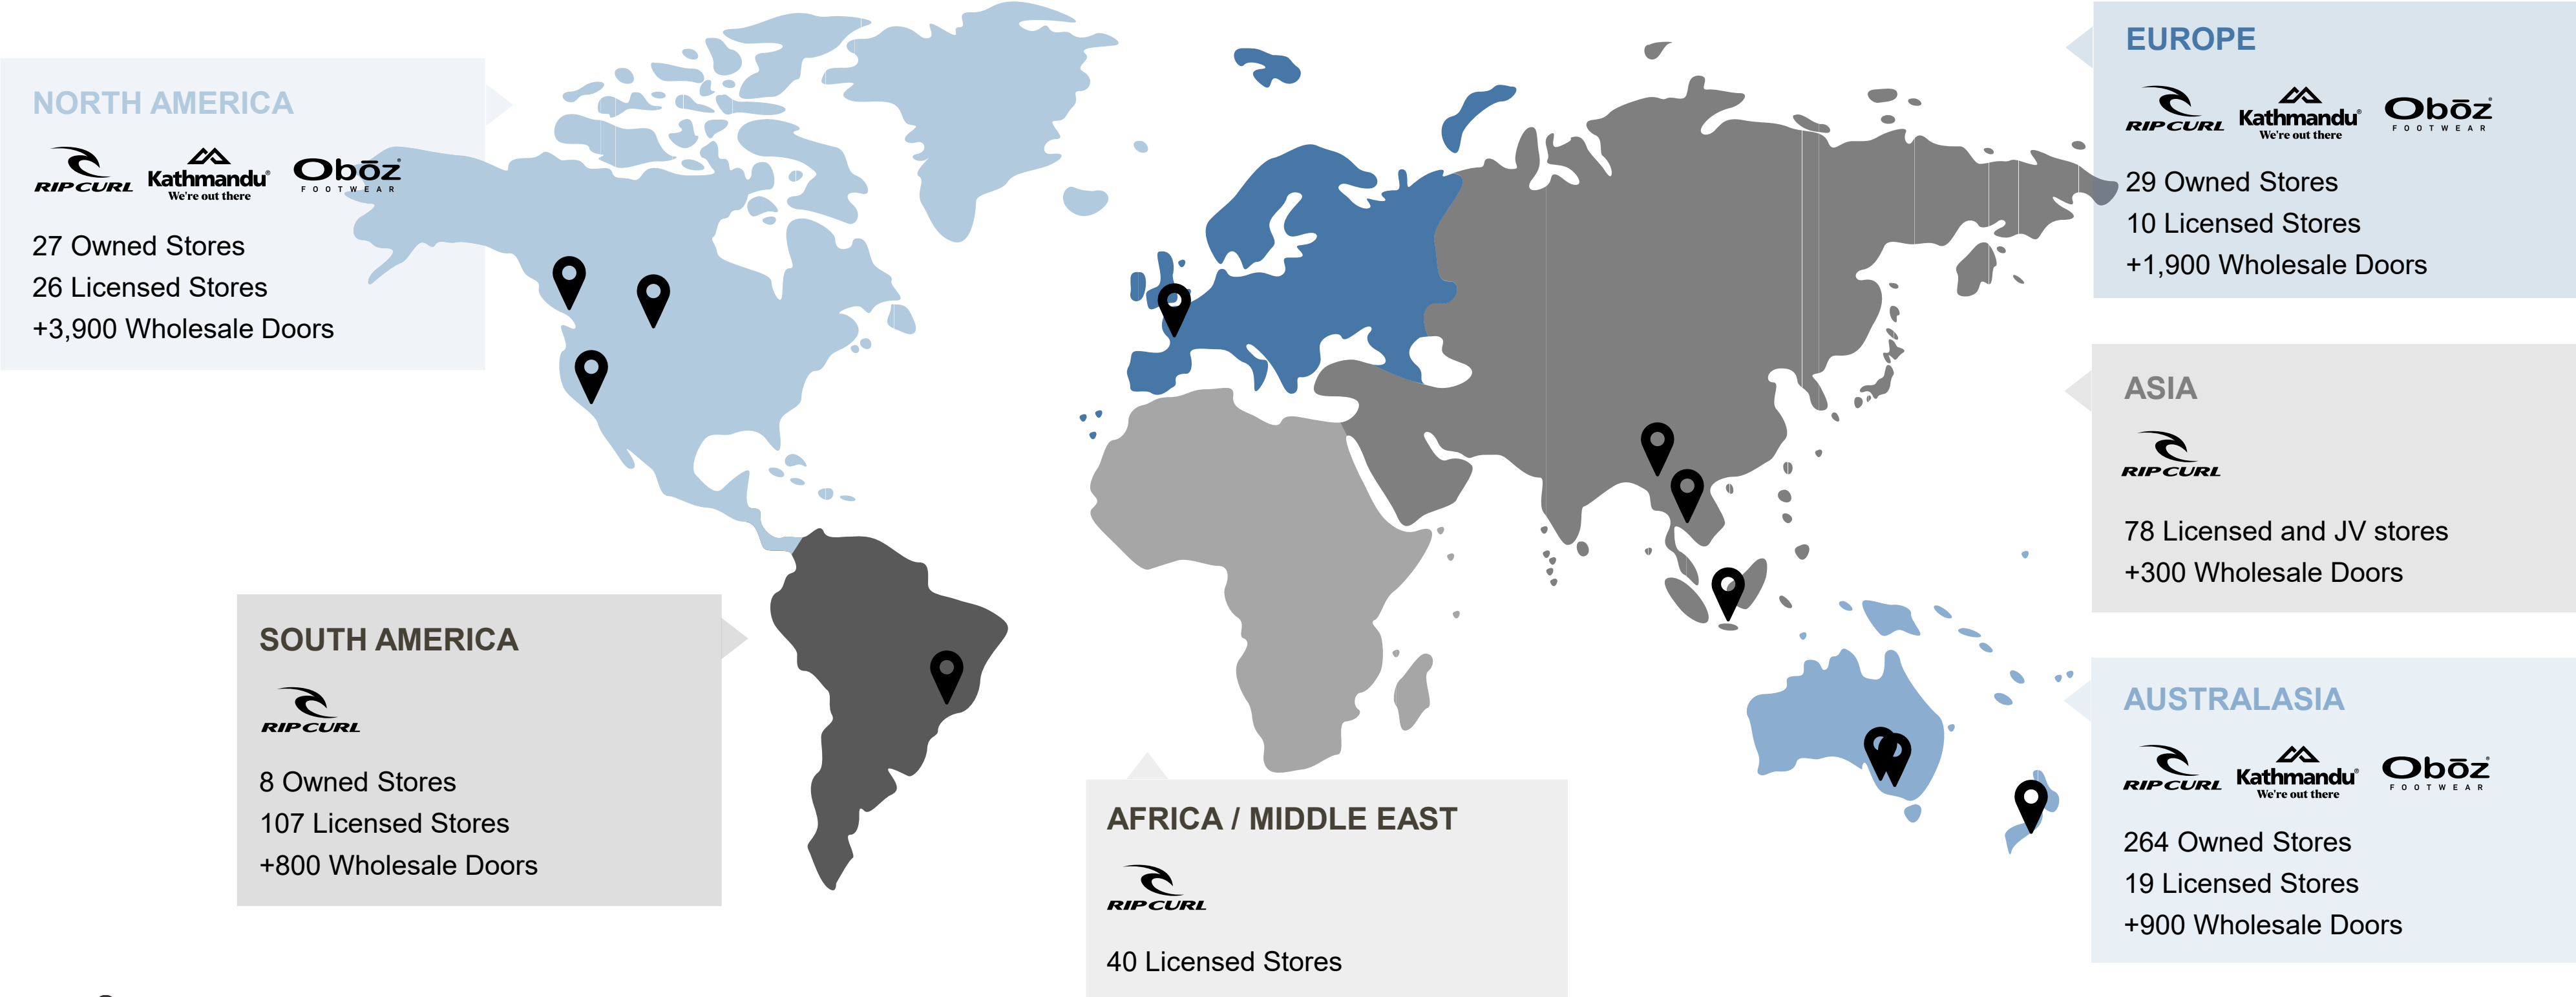 NORTH AMERICA
RIP CURL Kathmandu® Obōz®
We're out there FOOTWEAR
27 Owned Stores
26 Licensed Stores
+3,900 Wholesale Doors
SOUTH AMERICA
RIP CURL
8 Owned Stores
107 Licensed Stores
+800 Wholesale Doors
AFRICA / MIDDLE EAST
RIP CURL
40 Licensed Stores
EUROPE
RIP CURL Kathmandu® Obōz®
We're out there FOOTWEAR
29 Owned Stores
10 Licensed Stores
+1,900 Wholesale Doors
ASIA
RIP CURL
78 Licensed and JV stores
+300 Wholesale Doors
AUSTRALASIA
RIP CURL Kathmandu® Obōz®
We're out there FOOTWEAR
264 Owned Stores
19 Licensed Stores
+900 Wholesale Doors